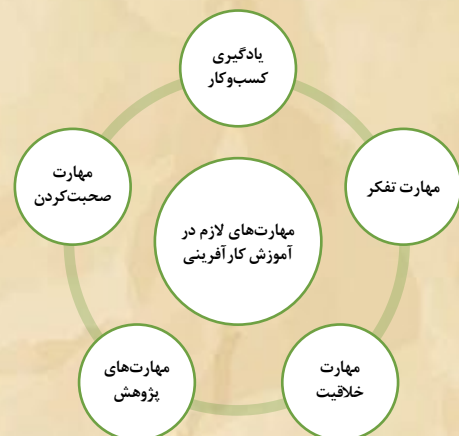 یادگیری
کسب‌وکار
مهارت تفکر
مهارت
خلاقیت
مهارت‌های
پژوهش
مهارت
صحبت‌کردن
مهارت‌های لازم در
آموزش کارآفرینی